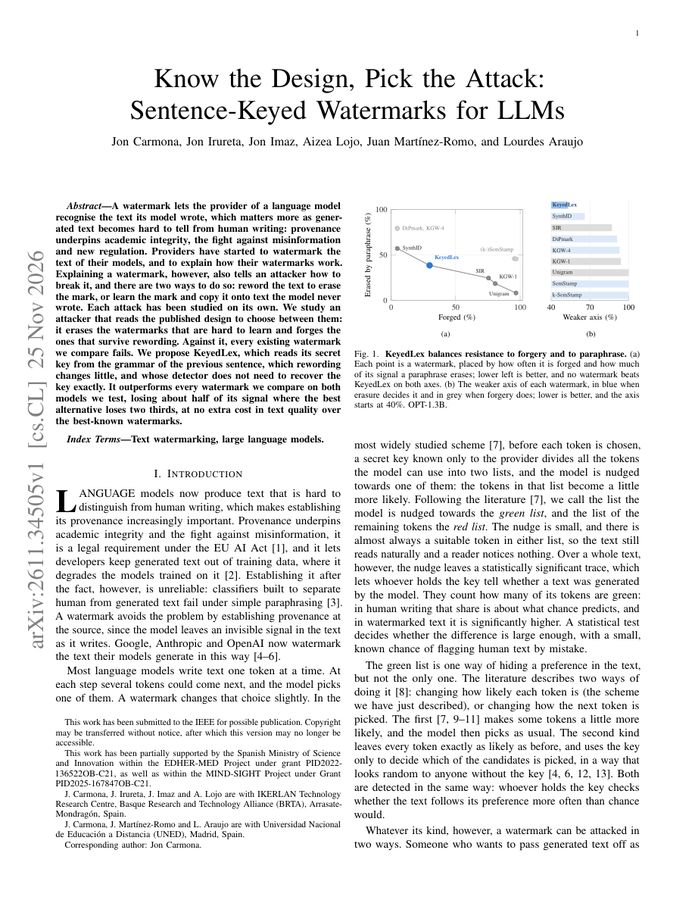 1
Know the Design, Pick the Attack:
Sentence-Keyed Watermarks for LLMs
Jon Carmona, Jon Irureta, Jon Imaz, Aizea Lojo, Juan Martínez-Romo, and Lourdes Araujo
arXiv:2611.34505v1 [cs.CL] 25 Nov 2026
Abstract—A watermark lets the provider of a language model
recognise the text its model wrote, which matters more as gener-
ated text becomes hard to tell from human writing: provenance
underpins academic integrity, the fight against misinformation
and new regulation. Providers have started to watermark the
text of their models, and to explain how their watermarks work.
Explaining a watermark, however, also tells an attacker how to
break it, and there are two ways to do so: reword the text to erase
the mark, or learn the mark and copy it onto text the model never
wrote. Each attack has been studied on its own. We study an
attacker that reads the published design to choose between them:
it erases the watermarks that are hard to learn and forges the
ones that survive rewording. Against it, every existing watermark
we compare fails. We propose KeyedLex, which reads its secret
key from the grammar of the previous sentence, which rewording
changes little, and whose detector does not need to recover the
key exactly. It outperforms every watermark we compare on both
models we test, losing about half of its signal where the best
alternative loses two thirds, at no extra cost in text quality over
the best-known watermarks.
Index Terms—Text watermarking, large language models.
I. INTRODUCTION
LANGUAGE models now produce text that is hard to
distinguish from human writing, which makes establishing
its provenance increasingly important. Provenance underpins
academic integrity and the fight against misinformation, it
is a legal requirement under the EU AI Act [1], and it lets
developers keep generated text out of training data, where it
degrades the models trained on it [2]. Establishing it after
the fact, however, is unreliable: classifiers built to separate
human from generated text fail under simple paraphrasing [3].
A watermark avoids the problem by establishing provenance at
the source, since the model leaves an invisible signal in the text
as it writes. Google, Anthropic and OpenAI now watermark
the text their models generate in this way [4–6].
Most language models write text one token at a time. At
each step several tokens could come next, and the model picks
one of them. A watermark changes that choice slightly. In the
This work has been submitted to the IEEE for possible publication. Copyright
may be transferred without notice, after which this version may no longer be
accessible.
This work has been partially supported by the Spanish Ministry of Science
and Innovation within the EDHER-MED Project under grant PID2022-
136522OB-C21, as well as within the MIND-SIGHT Project under Grant
PID2025-167847OB-C21.
J. Carmona, J. Irureta, J. Imaz and A. Lojo are with IKERLAN Technology
Research Centre, Basque Research and Technology Alliance (BRTA), Arrasate-
Mondragón, Spain.
J. Carmona, J. Martínez-Romo and L. Araujo are with Universidad Nacional
de Educación a Distancia (UNED), Madrid, Spain.
Corresponding author: Jon Carmona.
Erased by paraphrase (%)
100
50
0
DiPmark, KGW-4
SynthID
KeyedLex
(k-)SemStamp
SIR
KGW-1
Unigram
0 50 100
Forged (%)
(a)
KeyedLex
SynthID
SIR
DiPmark
KGW-4
KGW-1
Unigram
SemStamp
k-SemStamp
40 70 100
Weaker axis (%)
(b)
Fig. 1. KeyedLex balances resistance to forgery and to paraphrase. (a)
Each point is a watermark, placed by how often it is forged and how much
of its signal a paraphrase erases; lower left is better, and no watermark beats
KeyedLex on both axes. (b) The weaker axis of each watermark, in blue when
erasure decides it and in grey when forgery does; lower is better, and the axis
starts at 40%. OPT-1.3B.
most widely studied scheme [7], before each token is chosen,
a secret key known only to the provider divides all the tokens
the model can use into two lists, and the model is nudged
towards one of them: the tokens in that list become a little
more likely. Following the literature [7], we call the list the
model is nudged towards the green list, and the list of the
remaining tokens the red list. The nudge is small, and there is
almost always a suitable token in either list, so the text still
reads naturally and a reader notices nothing. Over a whole text,
however, the nudge leaves a statistically significant trace, which
lets whoever holds the key tell whether a text was generated
by the model. They count how many of its tokens are green:
in human writing that share is about what chance predicts, and
in watermarked text it is significantly higher. A statistical test
decides whether the difference is large enough, with a small,
known chance of flagging human text by mistake.
The green list is one way of hiding a preference in the text,
but not the only one. The literature describes two ways of
doing it [8]: changing how likely each token is (the scheme
we have just described), or changing how the next token is
picked. The first [7, 9–11] makes some tokens a little more
likely, and the model then picks as usual. The second kind
leaves every token exactly as likely as before, and uses the key
only to decide which of the candidates is picked, in a way that
looks random to anyone without the key [4, 6, 12, 13]. Both
are detected in the same way: whoever holds the key checks
whether the text follows its preference more often than chance
would.
Whatever its kind, however, a watermark can be attacked in
two ways. Someone who wants to pass generated text off as